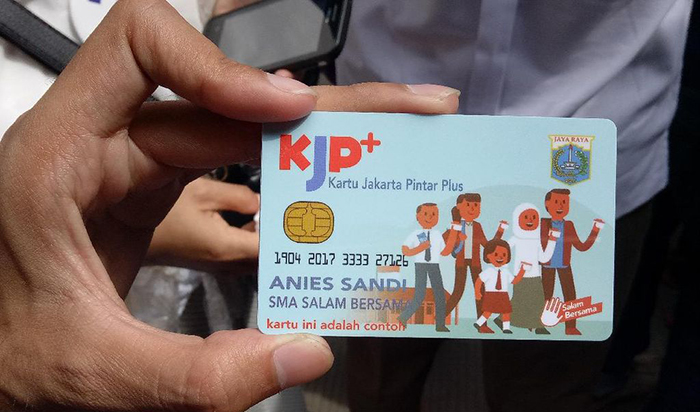 KJP+
JAYA RAYA
Kartu Jakarta Pintar Plus
1904 2017 3333 27126
ANIES SANDI
SMA SALAM BERSAMA
kartu ini adalah contoh
Salam
Bersama